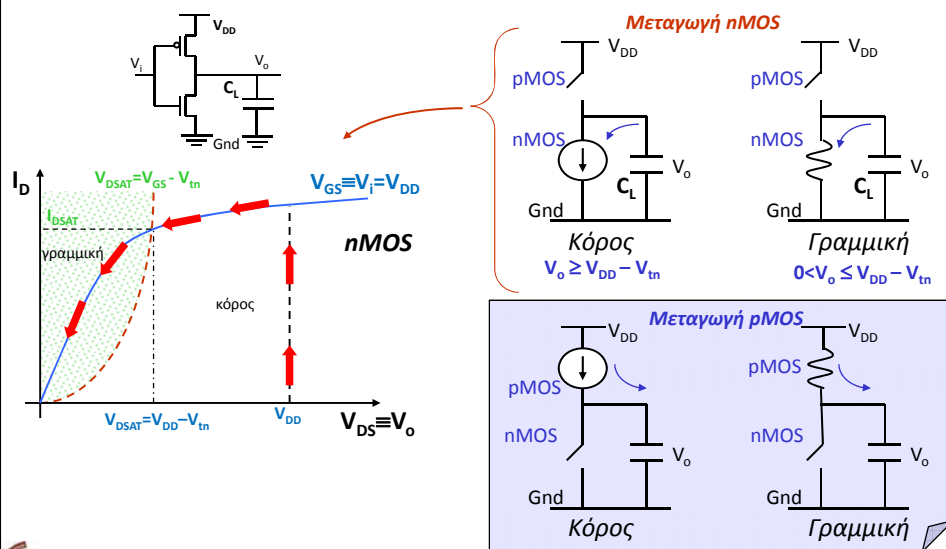 V_DD
V_i
V_o
C_L
Gnd
I_D
V_DSAT=V_GS - V_tn
V_GS≡V_i=V_DD
I_DSAT
γραμμική
nMOS
κόρος
V_DSAT=V_DD–V_tn
V_DD
V_DS≡V_o
Μεταγωγή nMOS
V_DD
V_DD
pMOS
pMOS
nMOS
nMOS
V_o
V_o
C_L
C_L
Gnd
Gnd
Κόρος
Γραμμική
V_o ≥ V_DD – V_tn
0<V_o ≤ V_DD – V_tn
Μεταγωγή pMOS
V_DD
V_DD
pMOS
pMOS
nMOS
nMOS
V_o
V_o
Gnd
Gnd
Κόρος
Γραμμική